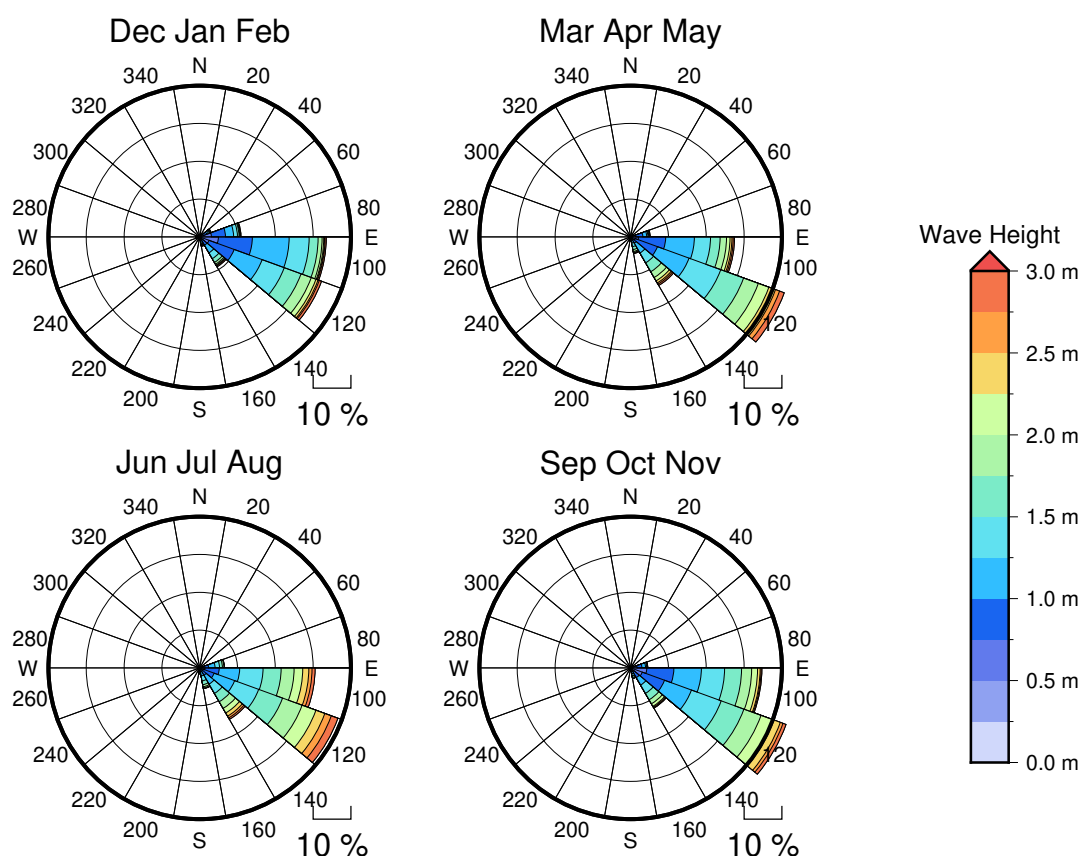 Dec Jan Feb
N
20
40
60
80
E
100
120
140
160
S
200
220
240
260
W
280
300
320
340
10 %
Mar Apr May
N
20
40
60
80
E
100
120
140
160
S
200
220
240
260
W
280
300
320
340
10 %
Jun Jul Aug
N
20
40
60
80
E
100
120
140
160
S
200
220
240
260
W
280
300
320
340
10 %
Sep Oct Nov
N
20
40
60
80
E
100
120
140
160
S
200
220
240
260
W
280
300
320
340
10 %
Wave Height
3.0 m
2.5 m
2.0 m
1.5 m
1.0 m
0.5 m
0.0 m